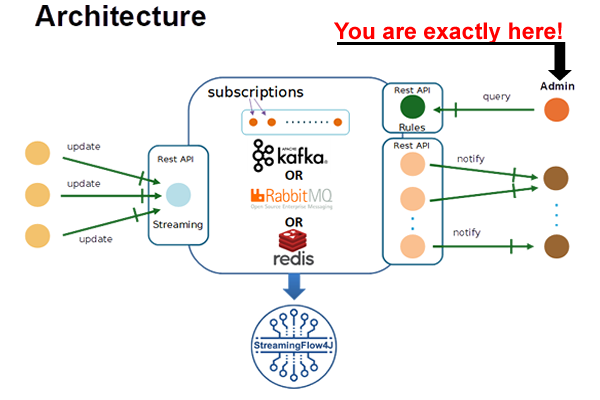 Architecture
You are exactly here!
Admin
subscriptions
Rest API
query
Rules
update
Rest API
APACHE
kafka®
Rest API
notify
update
OR
RabbitMQ
Open Source Enterprise Messaging
Streaming
OR
update
redis
notify
StreamingFlow4J